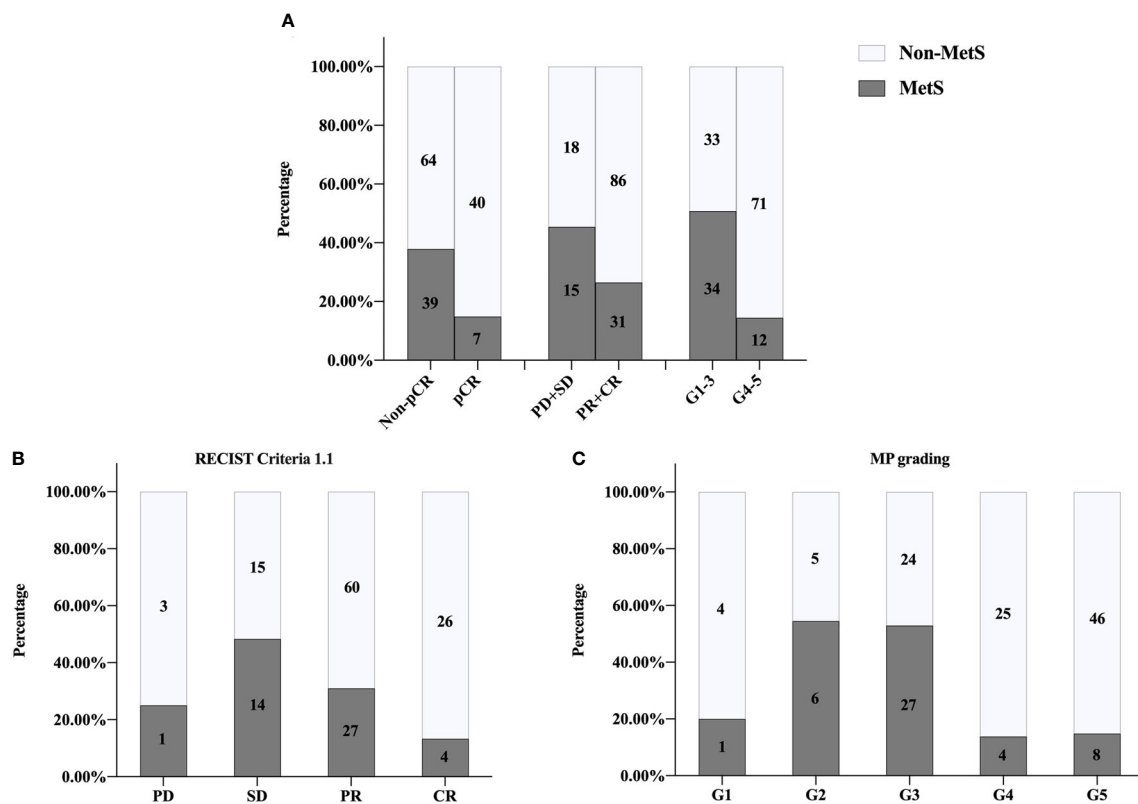 A
Non-MetS
MetS
Percentage
100.00%
80.00%
60.00%
40.00%
20.00%
0.00%
64
40
18
86
33
71
39
7
15
31
34
12
Non-pCR
pCR
PD+SD
PR+CR
G1-3
G4-5
B
RECIST Criteria 1.1
Percentage
100.00%
80.00%
60.00%
40.00%
20.00%
0.00%
3
15
60
26
1
14
27
4
PD
SD
PR
CR
C
MP grading
Percentage
100.00%
80.00%
60.00%
40.00%
20.00%
0.00%
4
5
24
25
46
1
6
27
4
8
G1
G2
G3
G4
G5